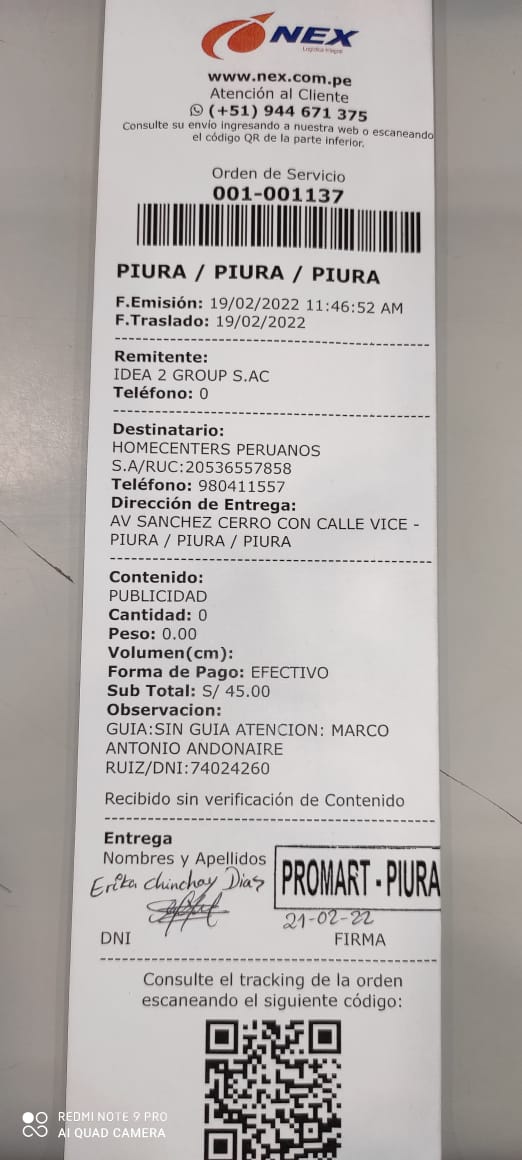 NEX
Logística Integral
www.nex.com.pe
Atención al Cliente
(+51) 944 671 375
Consulte su envío ingresando a nuestra web o escaneando
el código QR de la parte inferior.
Orden de Servicio
001-001137
PIURA / PIURA / PIURA
F.Emisión: 19/02/2022 11:46:52 AM
F.Traslado: 19/02/2022
Remitente:
IDEA 2 GROUP S.AC
Teléfono: 0
Destinatario:
HOMECENTERS PERUANOS
S.A/RUC:20536557858
Teléfono: 980411557
Dirección de Entrega:
AV SANCHEZ CERRO CON CALLE VICE -
PIURA / PIURA / PIURA
Contenido:
PUBLICIDAD
Cantidad: 0
Peso: 0.00
Volumen(cm):
Forma de Pago: EFECTIVO
Sub Total: S/ 45.00
Observacion:
GUIA:SIN GUIA ATENCION: MARCO
ANTONIO ANDONAIRE
RUIZ/DNI:74024260
Recibido sin verificación de Contenido
Entrega
Nombres y Apellidos
Erika Chinchay Dias
PROMART - PIURA
21-02-22
DNI FIRMA
Consulte el tracking de la orden
escaneando el siguiente código:
REDMI NOTE 9 PRO
AI QUAD CAMERA